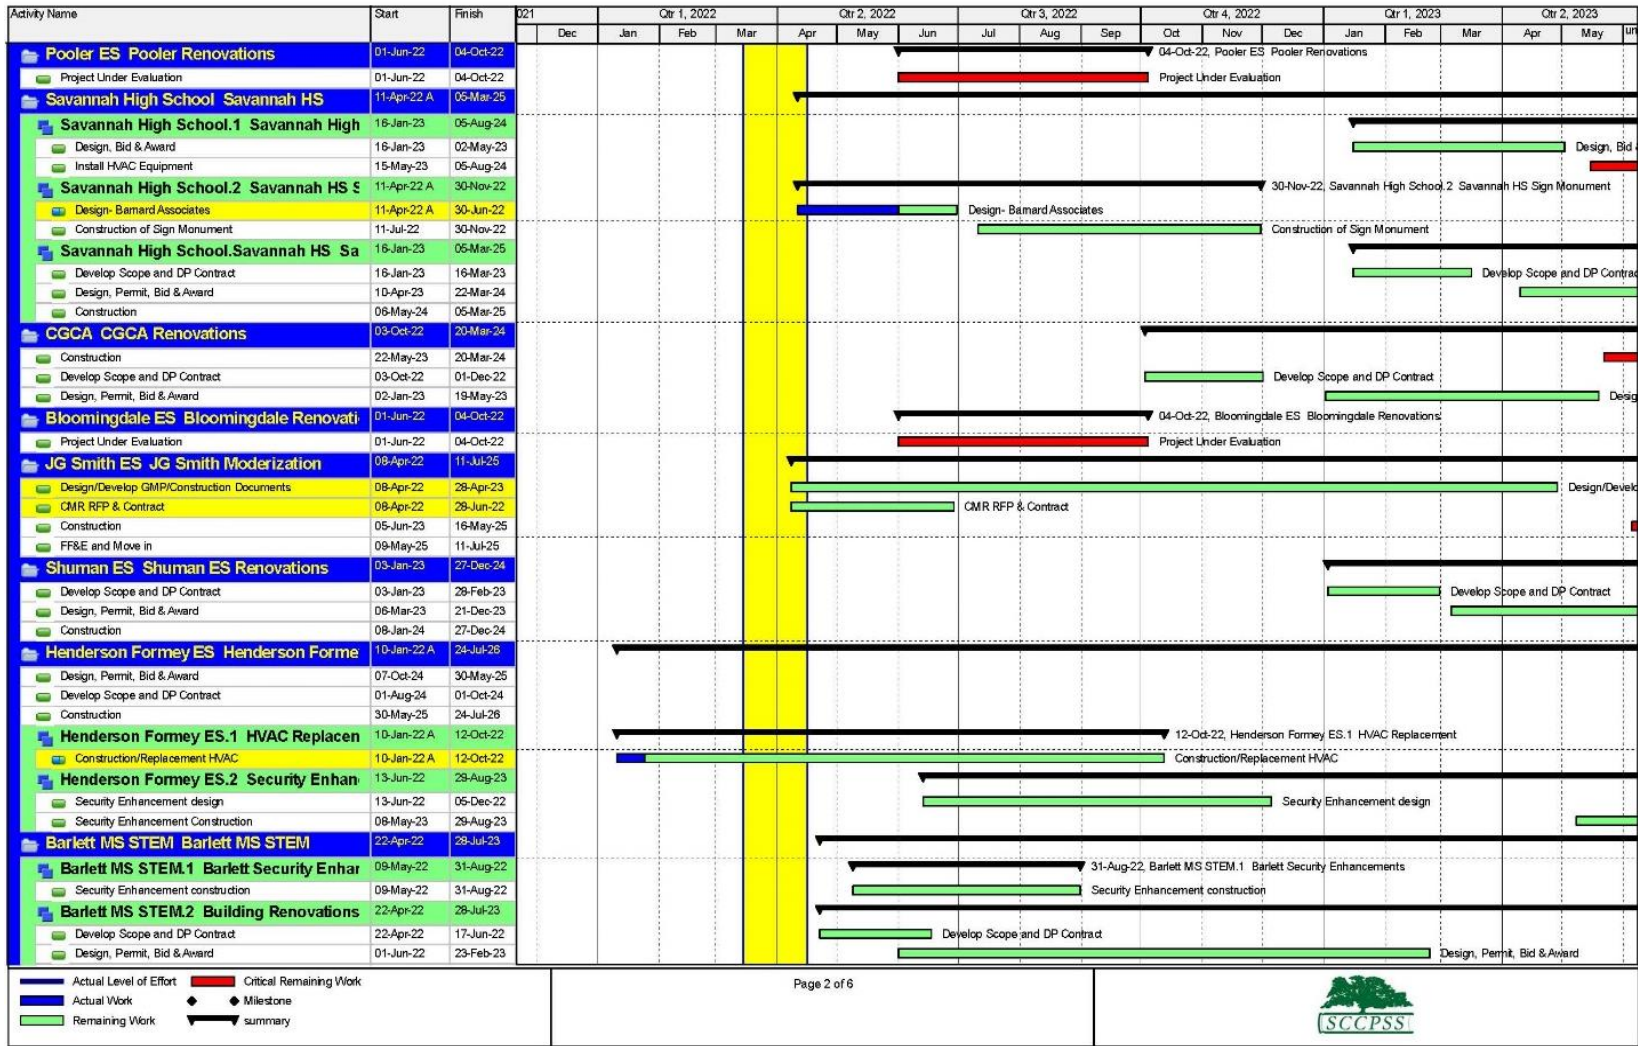 Activity Name Start Finish 021 Qtr 1, 2022 Qtr 2, 2022 Qtr 3, 2022 Qtr 4, 2022 Qtr 1, 2023 Qtr 2, 2023
Dec Jan Feb Mar Apr May Jun Jul Aug Sep Oct Nov Dec Jan Feb Mar Apr May un
Pooler ES Pooler Renovations 01-Jun-22 04-Oct-22 04-Oct-22, Pooler ES Pooler Renovations
Project Under Evaluation 01-Jun-22 04-Oct-22 Project Under Evaluation
Savannah High School Savannah HS 11-Apr-22 A 05-Mar-25
Savannah High School.1 Savannah High 16-Jan-23 05-Aug-24
Design, Bid & Award 16-Jan-23 02-May-23 Design, Bid &
Install HVAC Equipment 15-May-23 05-Aug-24
Savannah High School.2 Savannah HS S 11-Apr-22 A 30-Nov-22 30-Nov-22, Savannah High School.2 Savannah HS Sign Monument
Design- Barnard Associates 11-Apr-22 A 30-Jun-22 Design- Barnard Associates
Construction of Sign Monument 11-Jul-22 30-Nov-22 Construction of Sign Monument
Savannah High School.Savannah HS Sa 16-Jan-23 05-Mar-25
Develop Scope and DP Contract 16-Jan-23 16-Mar-23 Develop Scope and DP Contrac
Design, Permit, Bid & Award 10-Apr-23 22-Mar-24
Construction 06-May-24 05-Mar-25
CGCA CGCA Renovations 03-Oct-22 20-Mar-24
Construction 22-May-23 20-Mar-24
Develop Scope and DP Contract 03-Oct-22 01-Dec-22 Develop Scope and DP Contract
Design, Permit, Bid & Award 02-Jan-23 19-May-23 Desig
Bloomingdale ES Bloomingdale Renovati 01-Jun-22 04-Oct-22 04-Oct-22, Bloomingdale ES Bloomingdale Renovations
Project Under Evaluation 01-Jun-22 04-Oct-22 Project Under Evaluation
JG Smith ES JG Smith Moderization 08-Apr-22 11-Jul-25
Design/Develop GMP/Construction Documents 08-Apr-22 28-Apr-23 Design/Develo
CMR RFP & Contract 08-Apr-22 28-Jun-22 CMR RFP & Contract
Construction 05-Jun-23 16-May-25
FF&E and Move in 09-May-25 11-Jul-25
Shuman ES Shuman ES Renovations 03-Jan-23 27-Dec-24
Develop Scope and DP Contract 03-Jan-23 28-Feb-23 Develop Scope and DP Contract
Design, Permit, Bid & Award 06-Mar-23 21-Dec-23
Construction 08-Jan-24 27-Dec-24
Henderson Formey ES Henderson Forme 10-Jan-22 A 24-Jul-26
Design, Permit, Bid & Award 07-Oct-24 30-May-25
Develop Scope and DP Contract 01-Aug-24 01-Oct-24
Construction 30-May-25 24-Jul-26
Henderson Formey ES.1 HVAC Replacen 10-Jan-22 A 12-Oct-22 12-Oct-22, Henderson Formey ES.1 HVAC Replacement
Construction/Replacement HVAC 10-Jan-22 A 12-Oct-22 Construction/Replacement HVAC
Henderson Formey ES.2 Security Enhan 13-Jun-22 29-Aug-23
Security Enhancement design 13-Jun-22 05-Dec-22 Security Enhancement design
Security Enhancement Construction 08-May-23 29-Aug-23
Barlett MS STEM Barlett MS STEM 22-Apr-22 28-Jul-23
Barlett MS STEM.1 Barlett Security Enhar 09-May-22 31-Aug-22 31-Aug-22, Barlett MS STEM.1 Barlett Security Enhancements
Security Enhancement construction 09-May-22 31-Aug-22 Security Enhancement construction
Barlett MS STEM.2 Building Renovations 22-Apr-22 28-Jul-23
Develop Scope and DP Contract 22-Apr-22 17-Jun-22 Develop Scope and DP Contract
Design, Permit, Bid & Award 01-Jun-22 23-Feb-23 Design, Permit, Bid & Award
Actual Level of Effort Critical Remaining Work Page 2 of 6
Actual Work Milestone
Remaining Work summary
SCCPSS